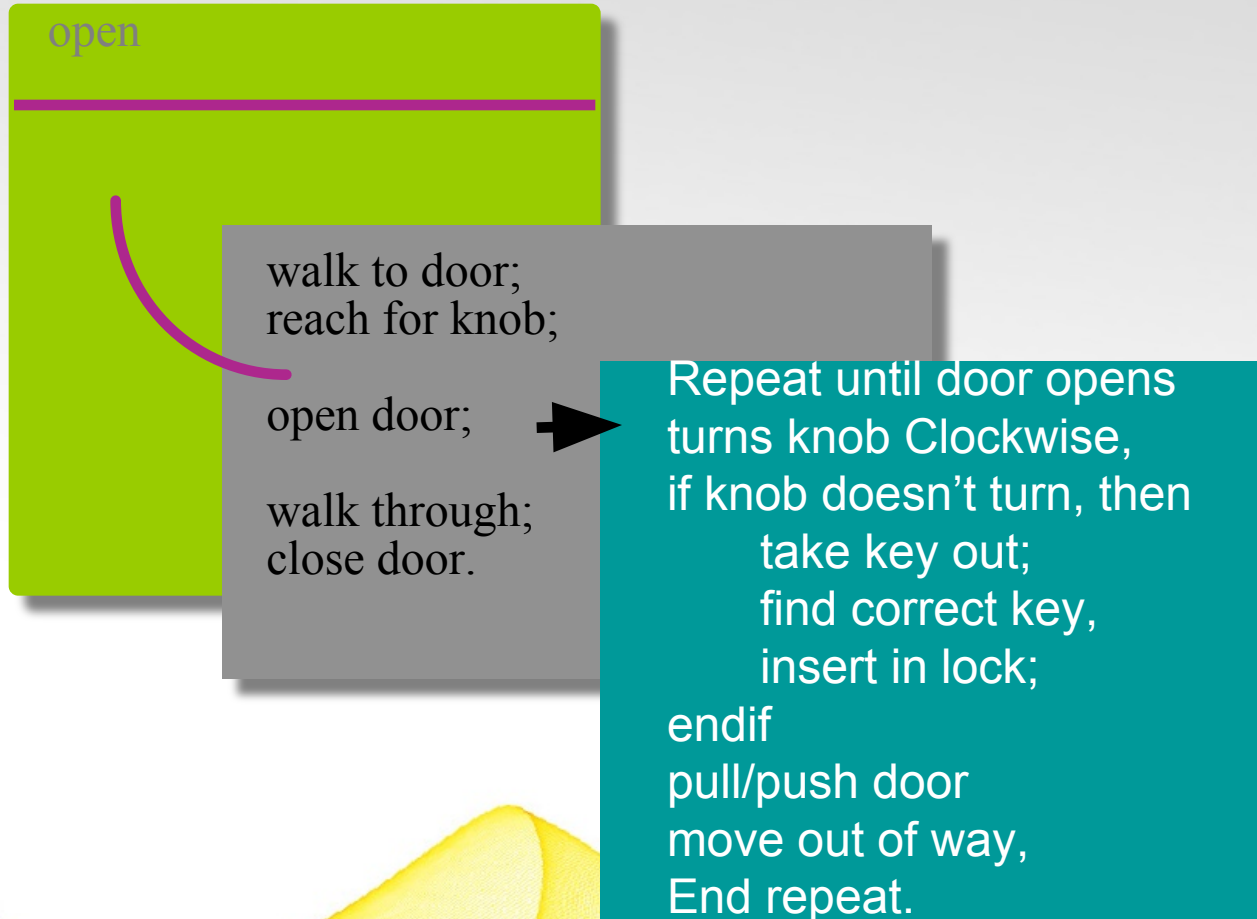 open
walk to door;
reach for knob;
open door;
walk through;
close door.
Repeat until door opens
turns knob Clockwise,
if knob doesn’t turn, then
take key out;
find correct key,
insert in lock;
endif
pull/push door
move out of way,
End repeat.